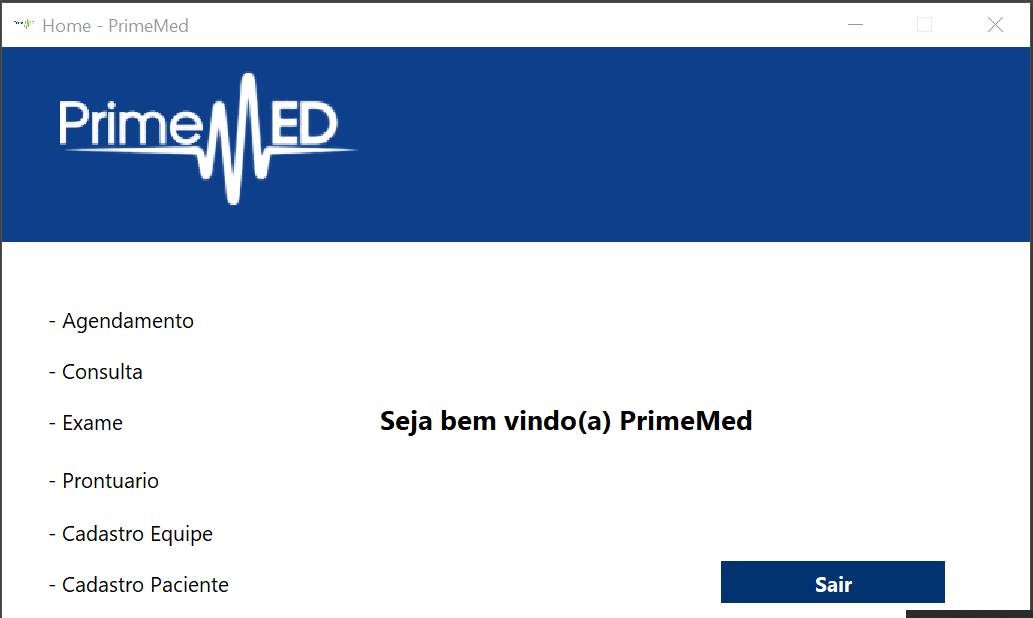 Home - PrimeMed
PrimeMED
- Agendamento
- Consulta
- Exame
Seja bem vindo(a) PrimeMed
- Prontuario
- Cadastro Equipe
- Cadastro Paciente
Sair